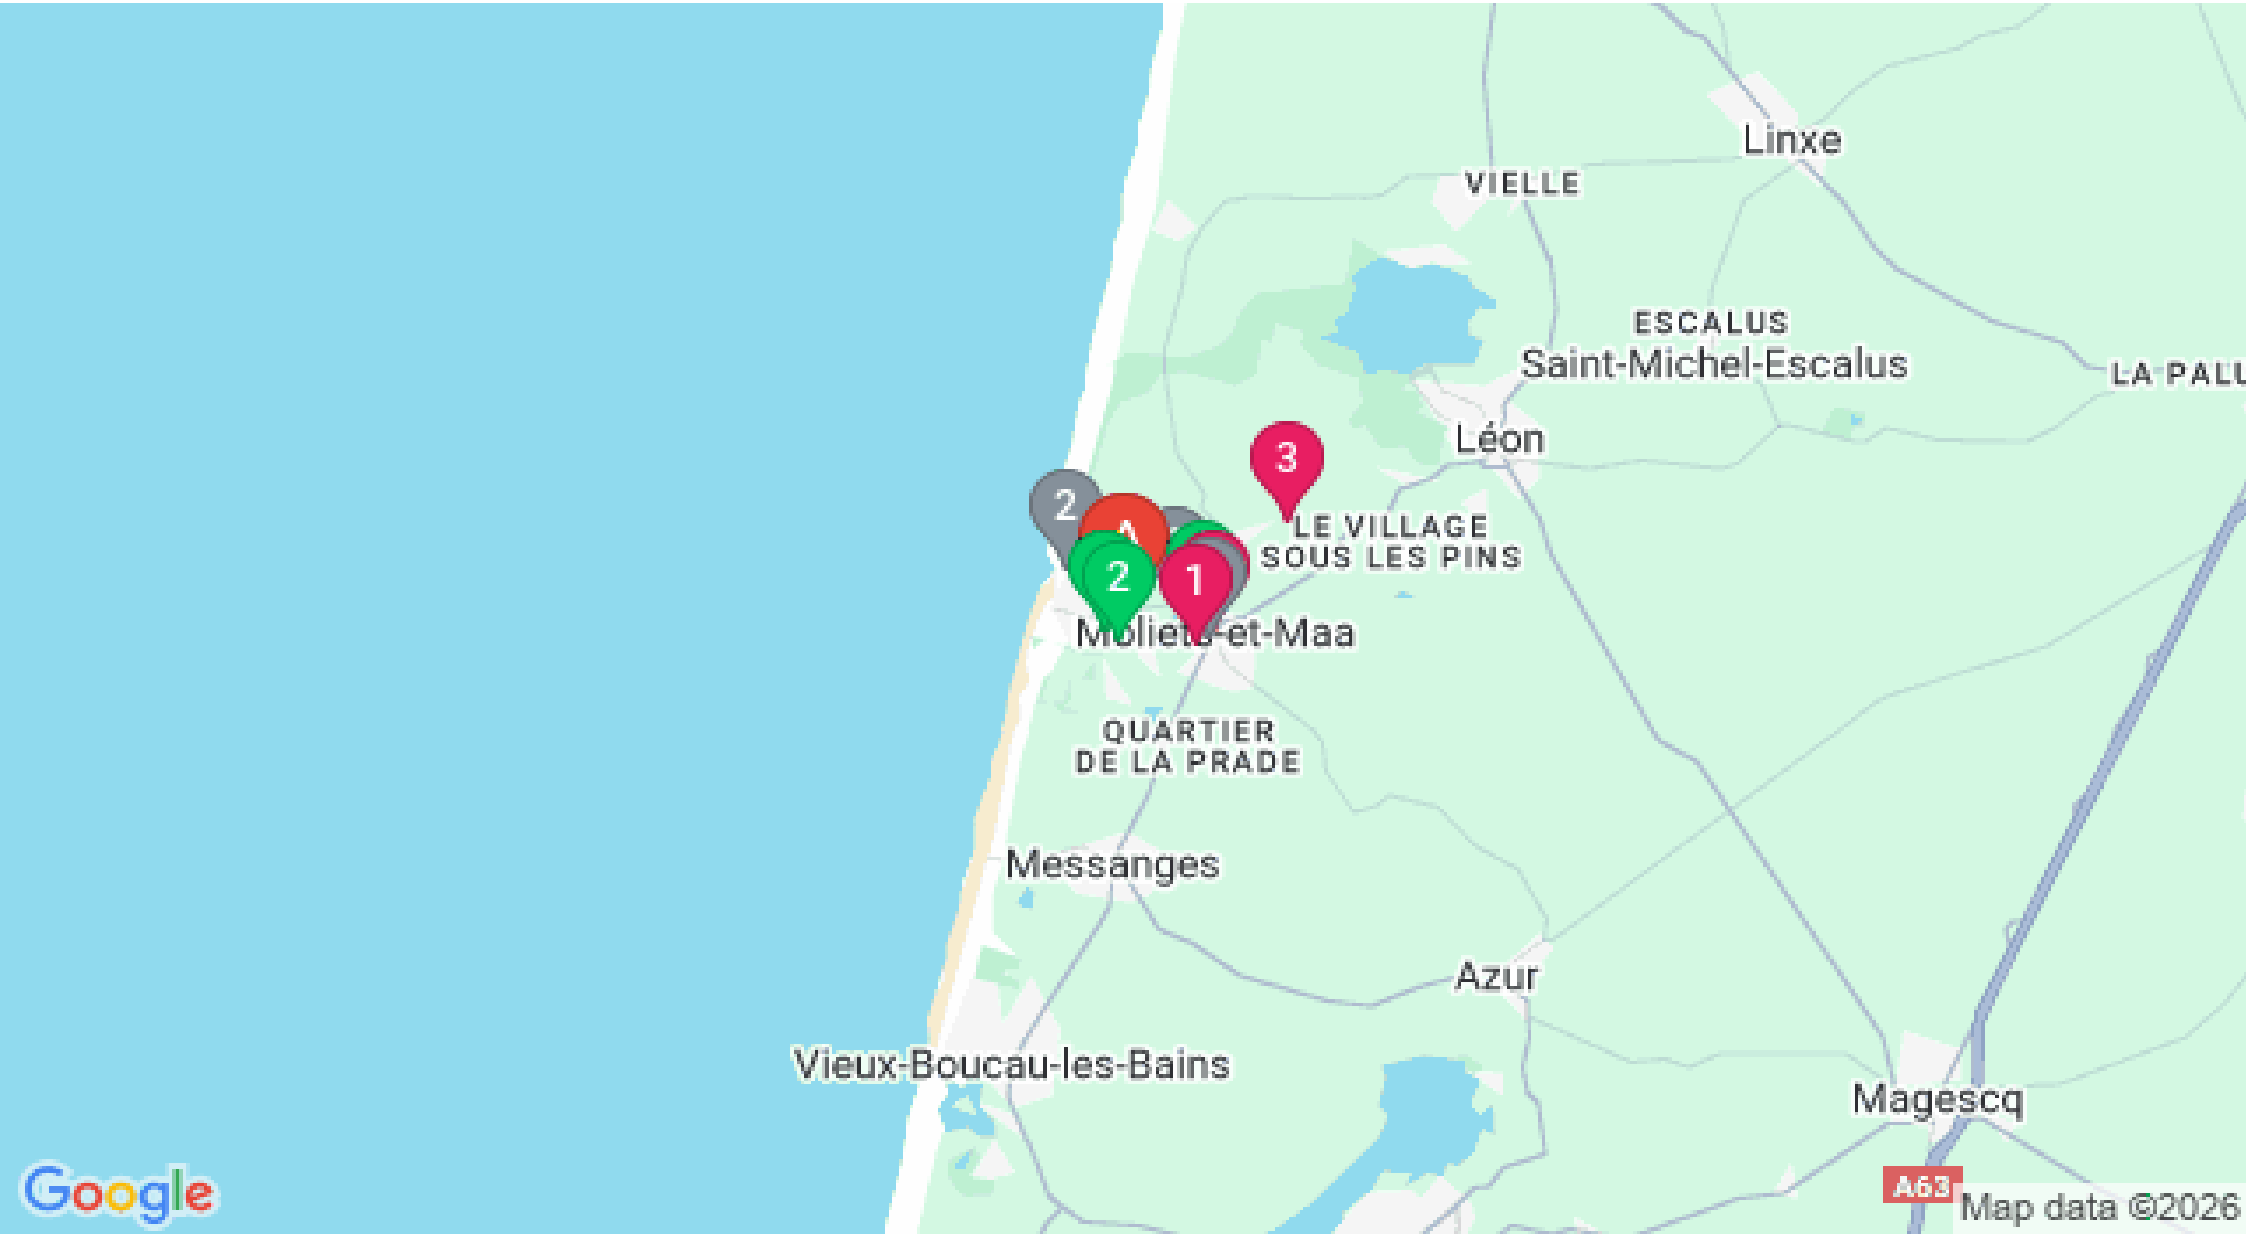 Linxe
VIELLE
ESCALUS
Saint-Michel-Escalus
LA PALU
Léon
3
2
A
LE VILLAGE
SOUS LES PINS
2
1
Moliets-et-Maa
QUARTIER
DE LA PRADE
Messanges
Azur
Vieux-Boucau-les-Bains
Magescq
A63
Google
Map data ©2026